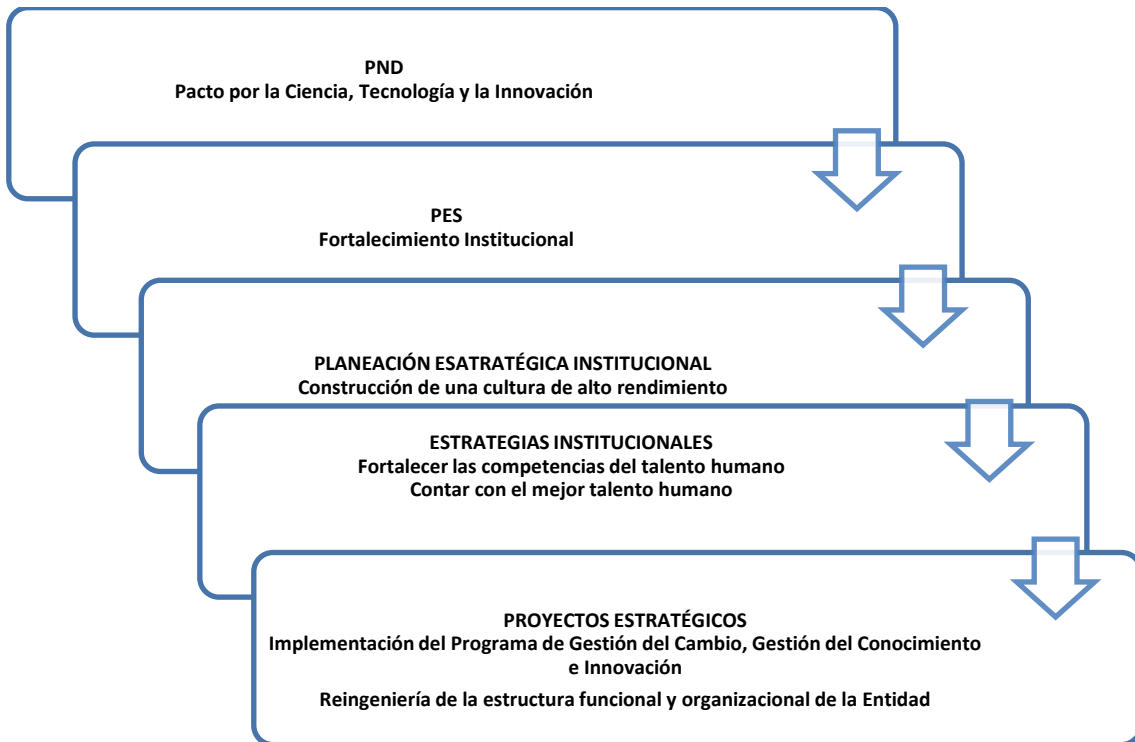 PND
Pacto por la Ciencia, Tecnología y la Innovación
PES
Fortalecimiento Institucional
PLANEACIÓN ESATRATÉGICA INSTITUCIONAL
Construcción de una cultura de alto rendimiento
ESTRATEGIAS INSTITUCIONALES
Fortalecer las competencias del talento humano
Contar con el mejor talento humano
PROYECTOS ESTRATÉGICOS
Implementación del Programa de Gestión del Cambio, Gestión del Conocimiento
e Innovación
Reingeniería de la estructura funcional y organizacional de la Entidad